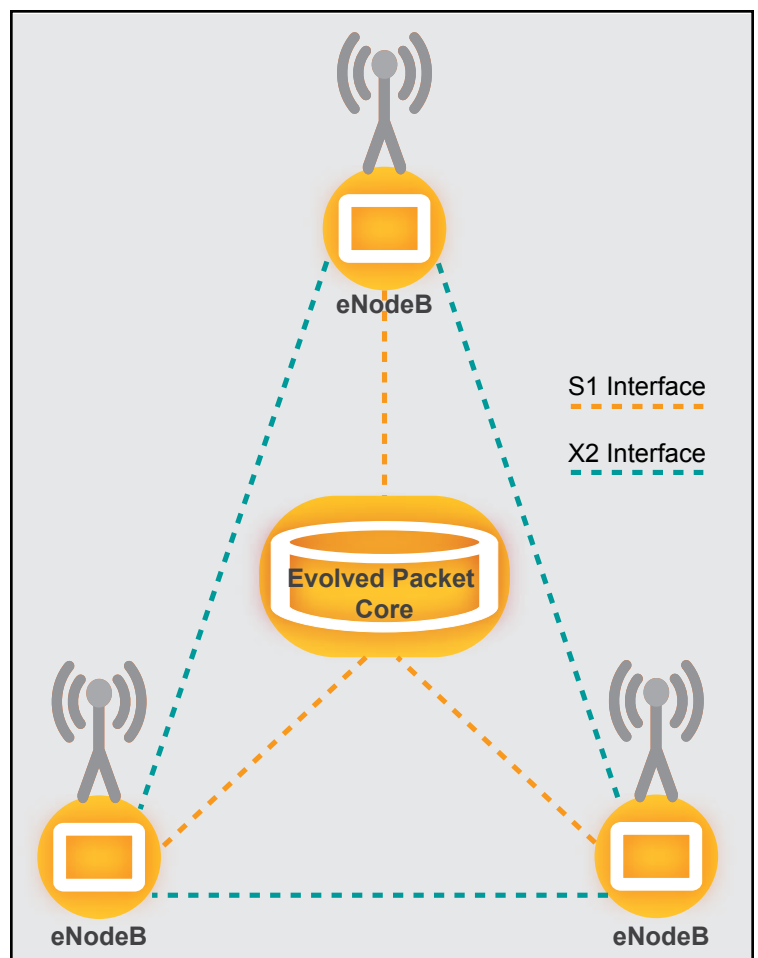 eNodeB
S1 Interface
X2 Interface
Evolved Packet
Core
eNodeB
eNodeB